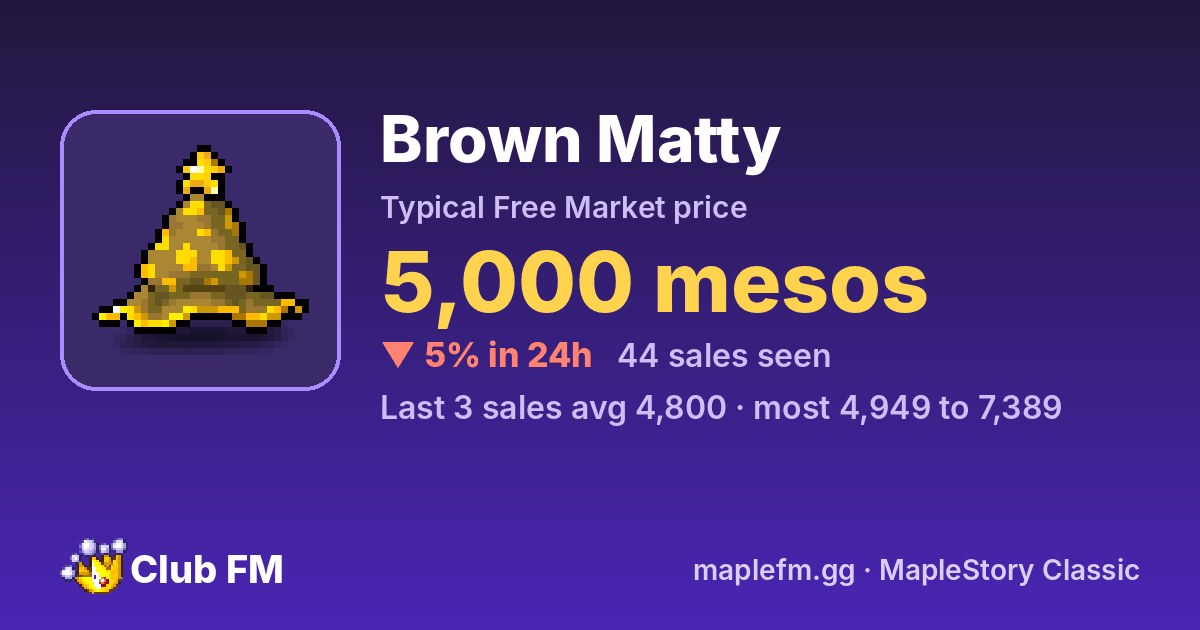 Brown Matty
Typical Free Market price
5,000 mesos
▼ 5% in 24h 44 sales seen
Last 3 sales avg 4,800 · most 4,949 to 7,389
Club FM
maplefm.gg · MapleStory Classic